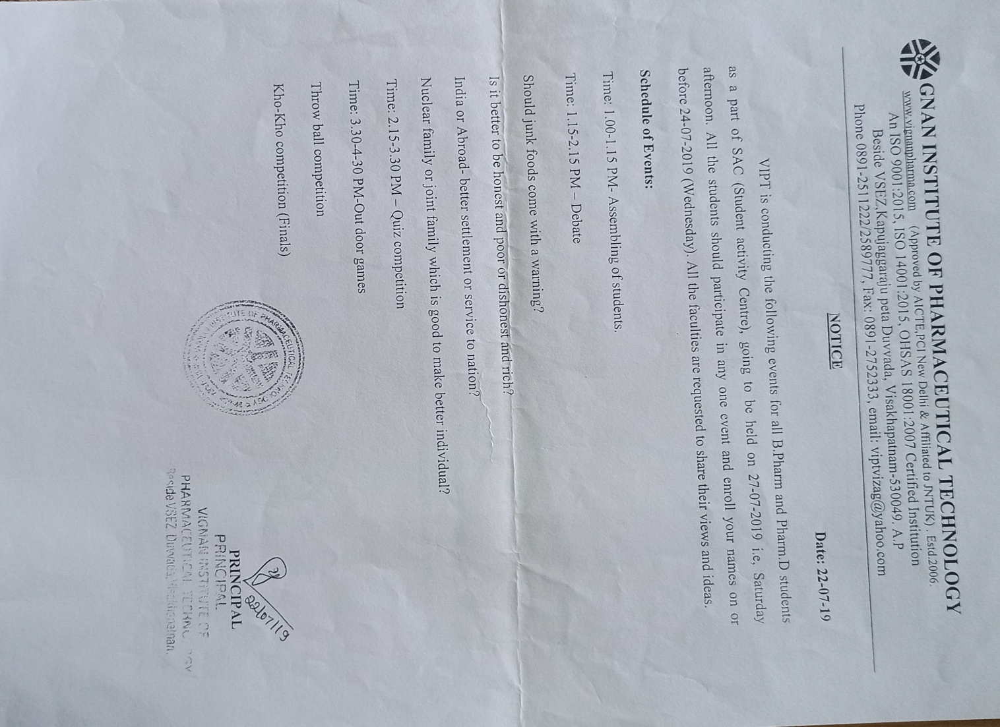 GNAN INSTITUTE OF PHARMACEUTICAL TECHNOLOGY
www.vignanpharma.com (Approved by AICTE,PCI New Delhi & Affiliated to JNTUK) . Estd.2006.
An ISO 9001:2015, ISO 14001:2015, OHSAS 18001:2007 Certified Institution
Beside VSEZ,Kapujaggaraju peta Duvvada, Visakhapatnam-530049. A.P
Phone 0891-2511222/2589777, Fax: 0891-2752333, email: viptvizag@yahoo.com
Date: 22-07-19
NOTICE
VIPT is conducting the following events for all B.Pharm and Pharm.D students
as a part of SAC (Student activity Centre), going to be held on 27-07-2019 i.e, Saturday
afternoon. All the students should participate in any one event and enroll your names on or
before 24-07-2019 (Wednesday). All the faculties are requested to share their views and ideas.
Schedule of Events:
Time: 1.00-1.15 PM- Assembling of students.
Time: 1.15-2.15 PM – Debate
Should junk foods come with a warning?
Is it better to be honest and poor or dishonest and rich?
India or Abroad- better settlement or service to nation?
Nuclear family or joint family which is good to make better individual?
Time: 2.15-3.30 PM – Quiz competition
Time: 3.30-4-30 PM-Out door games
Throw ball competition
Kho-Kho competition (Finals)
INSTITUTE OF PHARMACEUTICAL TECHNOLOGY
22/07/19
PRINCIPAL
PRINCIPAL
VIGNAN INSTITUTE OF
PHARMACEUTICAL
Beside VSEZ, Duvvada,